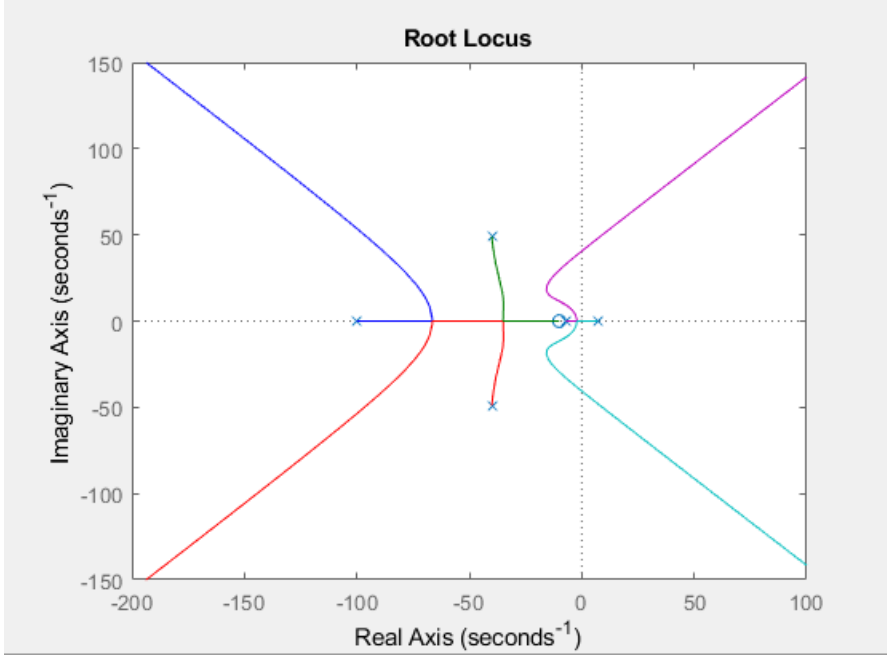 Root Locus
150
100
50
0
-50
-100
-150
Imaginary Axis (seconds⁻¹)
-200 -150 -100 -50 0 50 100
Real Axis (seconds⁻¹)